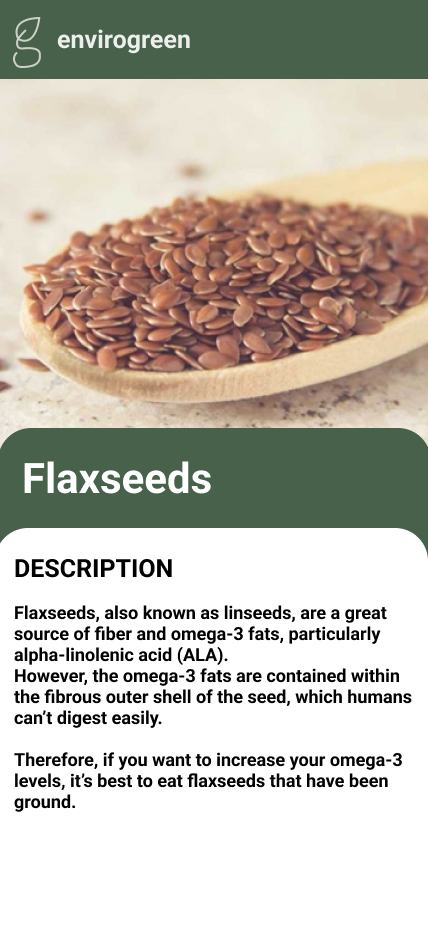 envirogreen
Flaxseeds
DESCRIPTION
Flaxseeds, also known as linseeds, are a great
source of fiber and omega-3 fats, particularly
alpha-linolenic acid (ALA).
However, the omega-3 fats are contained within
the fibrous outer shell of the seed, which humans
can’t digest easily.
Therefore, if you want to increase your omega-3
levels, it’s best to eat flaxseeds that have been
ground.